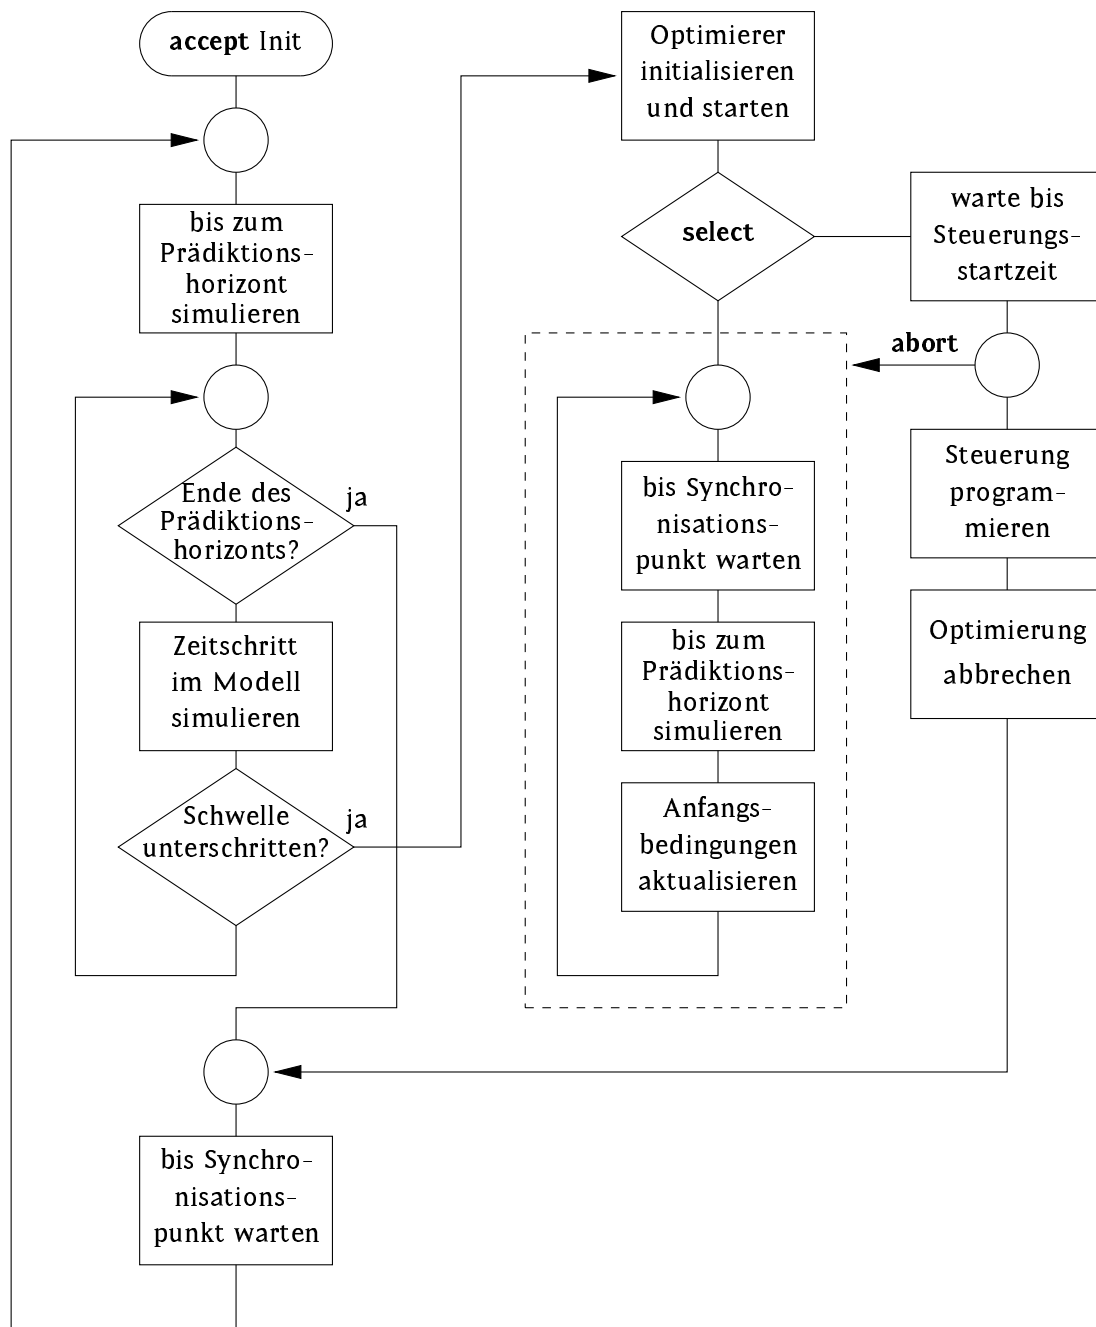 accept Init
bis zum
Prädiktions-
horizont
simulieren
Ende des
Prädiktions-
horizonts?
ja
Zeitschritt
im Modell
simulieren
Schwelle
unterschritten?
ja
bis Synchro-
nisations-
punkt warten
Optimierer
initialisieren
und starten
select
bis Synchro-
nisations-
punkt warten
bis zum
Prädiktions-
horizont
simulieren
Anfangs-
bedingungen
aktualisieren
warte bis
Steuerungs-
startzeit
abort
Steuerung
program-
mieren
Optimierung
abbrechen